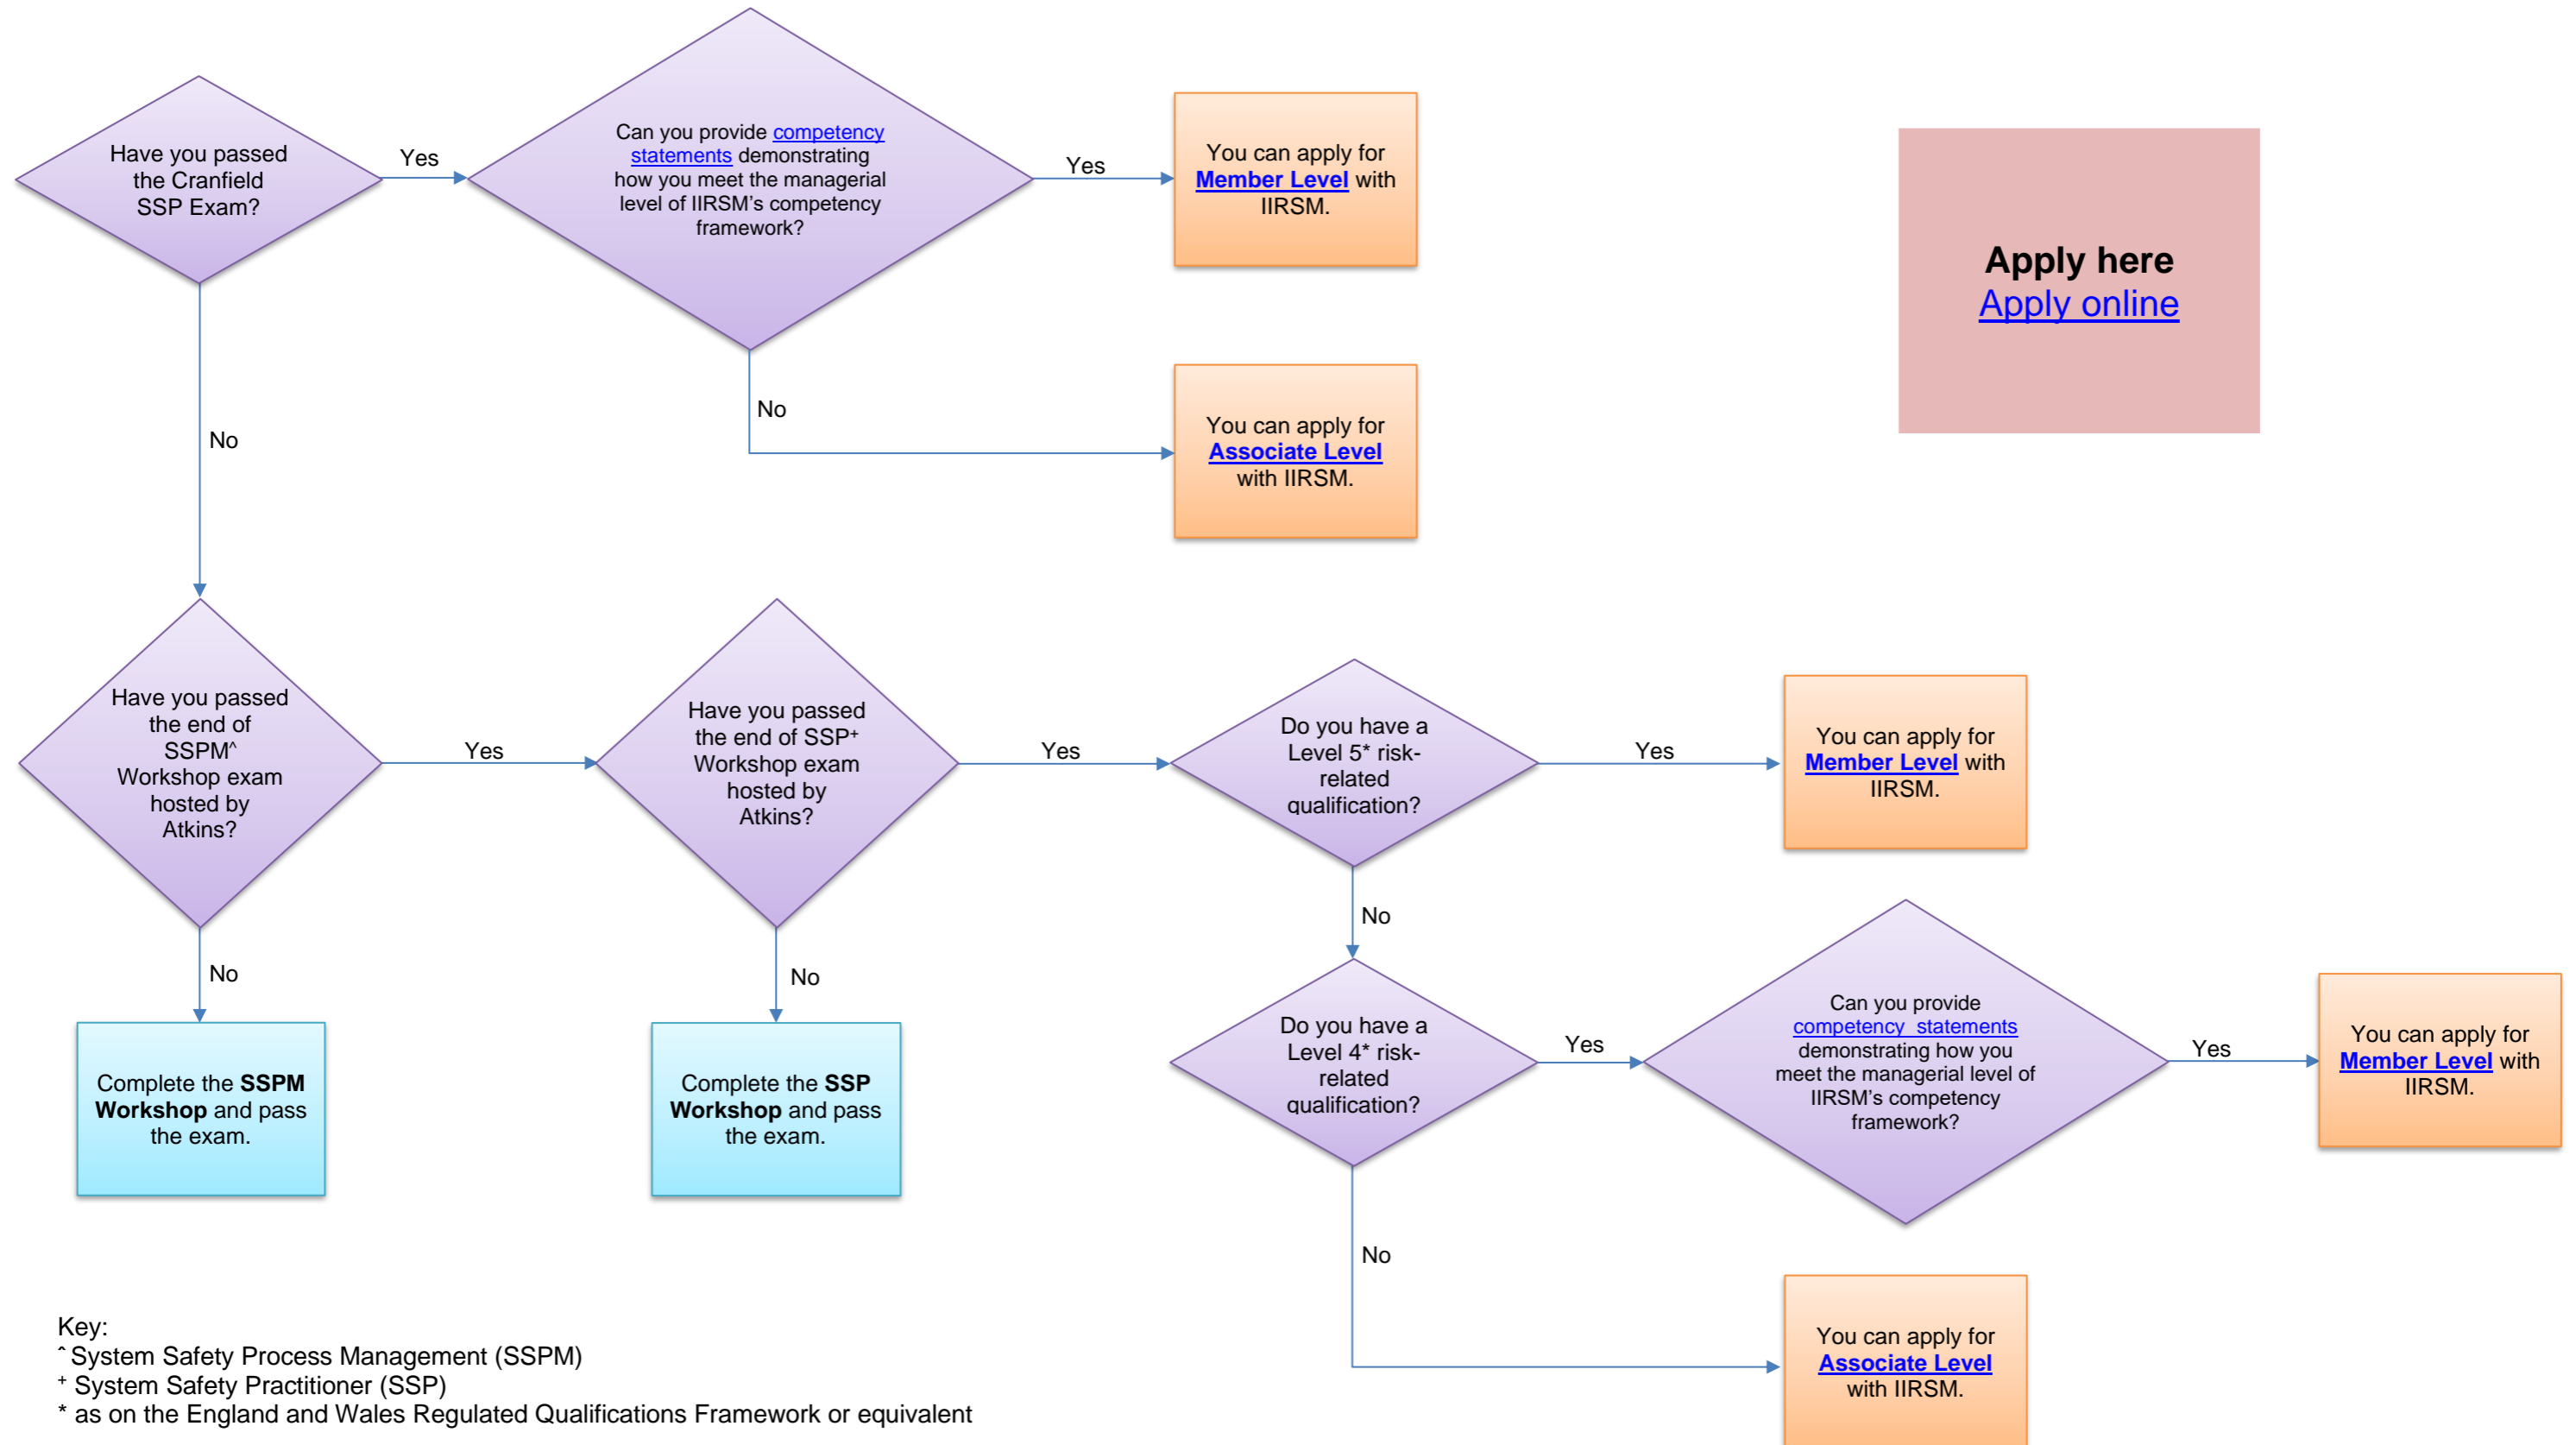 Have you passed
the Cranfield
SSP Exam?
Yes
Can you provide competency
statements demonstrating
how you meet the managerial
level of IIRSM’s competency
framework?
Yes
You can apply for
Member Level with
IIRSM.
Apply here
Apply online
No
You can apply for
Associate Level
with IIRSM.
No
Have you passed
the end of
SSPM^
Workshop exam
hosted by
Atkins?
Yes
Have you passed
the end of SSP+
Workshop exam
hosted by
Atkins?
Yes
Do you have a
Level 5* risk-
related
qualification?
Yes
You can apply for
Member Level with
IIRSM.
No
No
No
Complete the SSPM
Workshop and pass
the exam.
Complete the SSP
Workshop and pass
the exam.
Do you have a
Level 4* risk-
related
qualification?
Yes
Can you provide
competency statements
demonstrating how you
meet the managerial level of
IIRSM’s competency
framework?
Yes
You can apply for
Member Level with
IIRSM.
No
You can apply for
Associate Level
with IIRSM.
Key:
^ System Safety Process Management (SSPM)
+ System Safety Practitioner (SSP)
* as on the England and Wales Regulated Qualifications Framework or equivalent